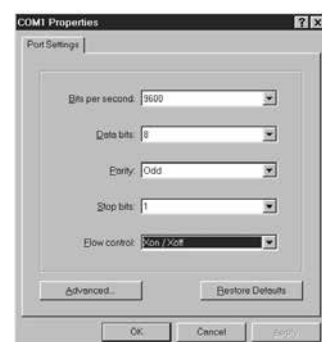 COM1 Properties
Port Settings
Bits per second: 9600
Data bits: 8
Parity: Odd
Stop bits: 1
Flow control: Xon / Xoff
Advanced... Restore Defaults
OK Cancel Apply